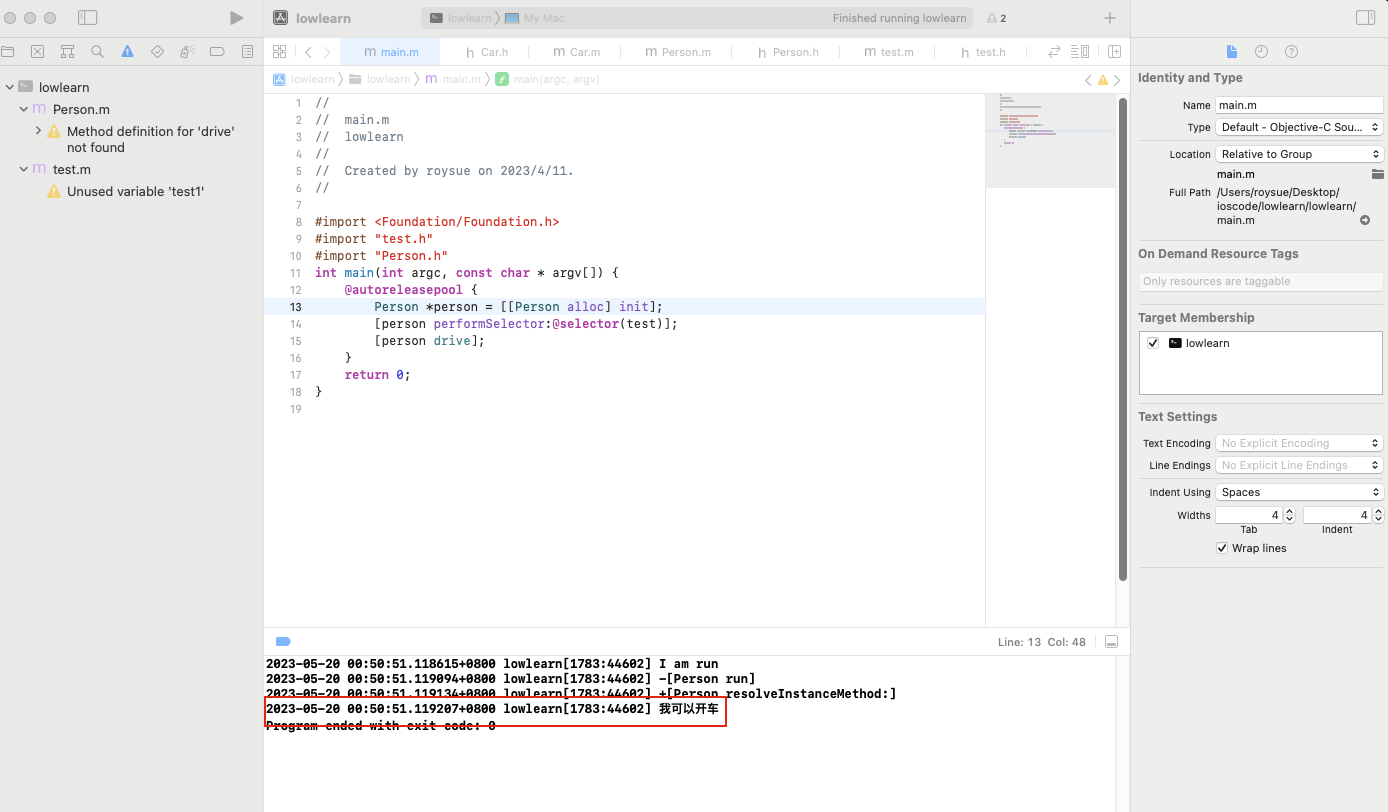 lowlearn
lowlearn 〉 My Mac
Finished running lowlearn
2
main.m
Car.h
Car.m
Person.m
Person.h
test.m
test.h
lowlearn 〉 lowlearn 〉 m main.m 〉 f main(argc, argv)
lowlearn
m Person.m
Method definition for 'drive'
not found
m test.m
Unused variable 'test1'
1 //
2 //  main.m
3 //  lowlearn
4 //
5 //  Created by roysue on 2023/4/11.
6 //
7
8 #import <Foundation/Foundation.h>
9 #import "test.h"
10 #import "Person.h"
11 int main(int argc, const char * argv[]) {
12     @autoreleasepool {
13         Person *person = [[Person alloc] init];
14         [person performSelector:@selector(test)];
15         [person drive];
16     }
17     return 0;
18 }
19
Line: 13 Col: 48
2023-05-20 00:50:51.118615+0800 lowlearn[1783:44602] I am run
2023-05-20 00:50:51.119094+0800 lowlearn[1783:44602] -[Person run]
2023-05-20 00:50:51.119134+0800 lowlearn[1783:44602] +[Person resolveInstanceMethod:]
2023-05-20 00:50:51.119207+0800 lowlearn[1783:44602] 我可以开车
Program ended with exit code: 0
Identity and Type
Name main.m
Type Default - Objective-C Sou...
Location Relative to Group
main.m
Full Path /Users/roysue/Desktop/
ioscode/lowlearn/lowlearn/
main.m
On Demand Resource Tags
Only resources are taggable
Target Membership
lowlearn
Text Settings
Text Encoding No Explicit Encoding
Line Endings No Explicit Line Endings
Indent Using Spaces
Widths 4 4
Tab Indent
Wrap lines